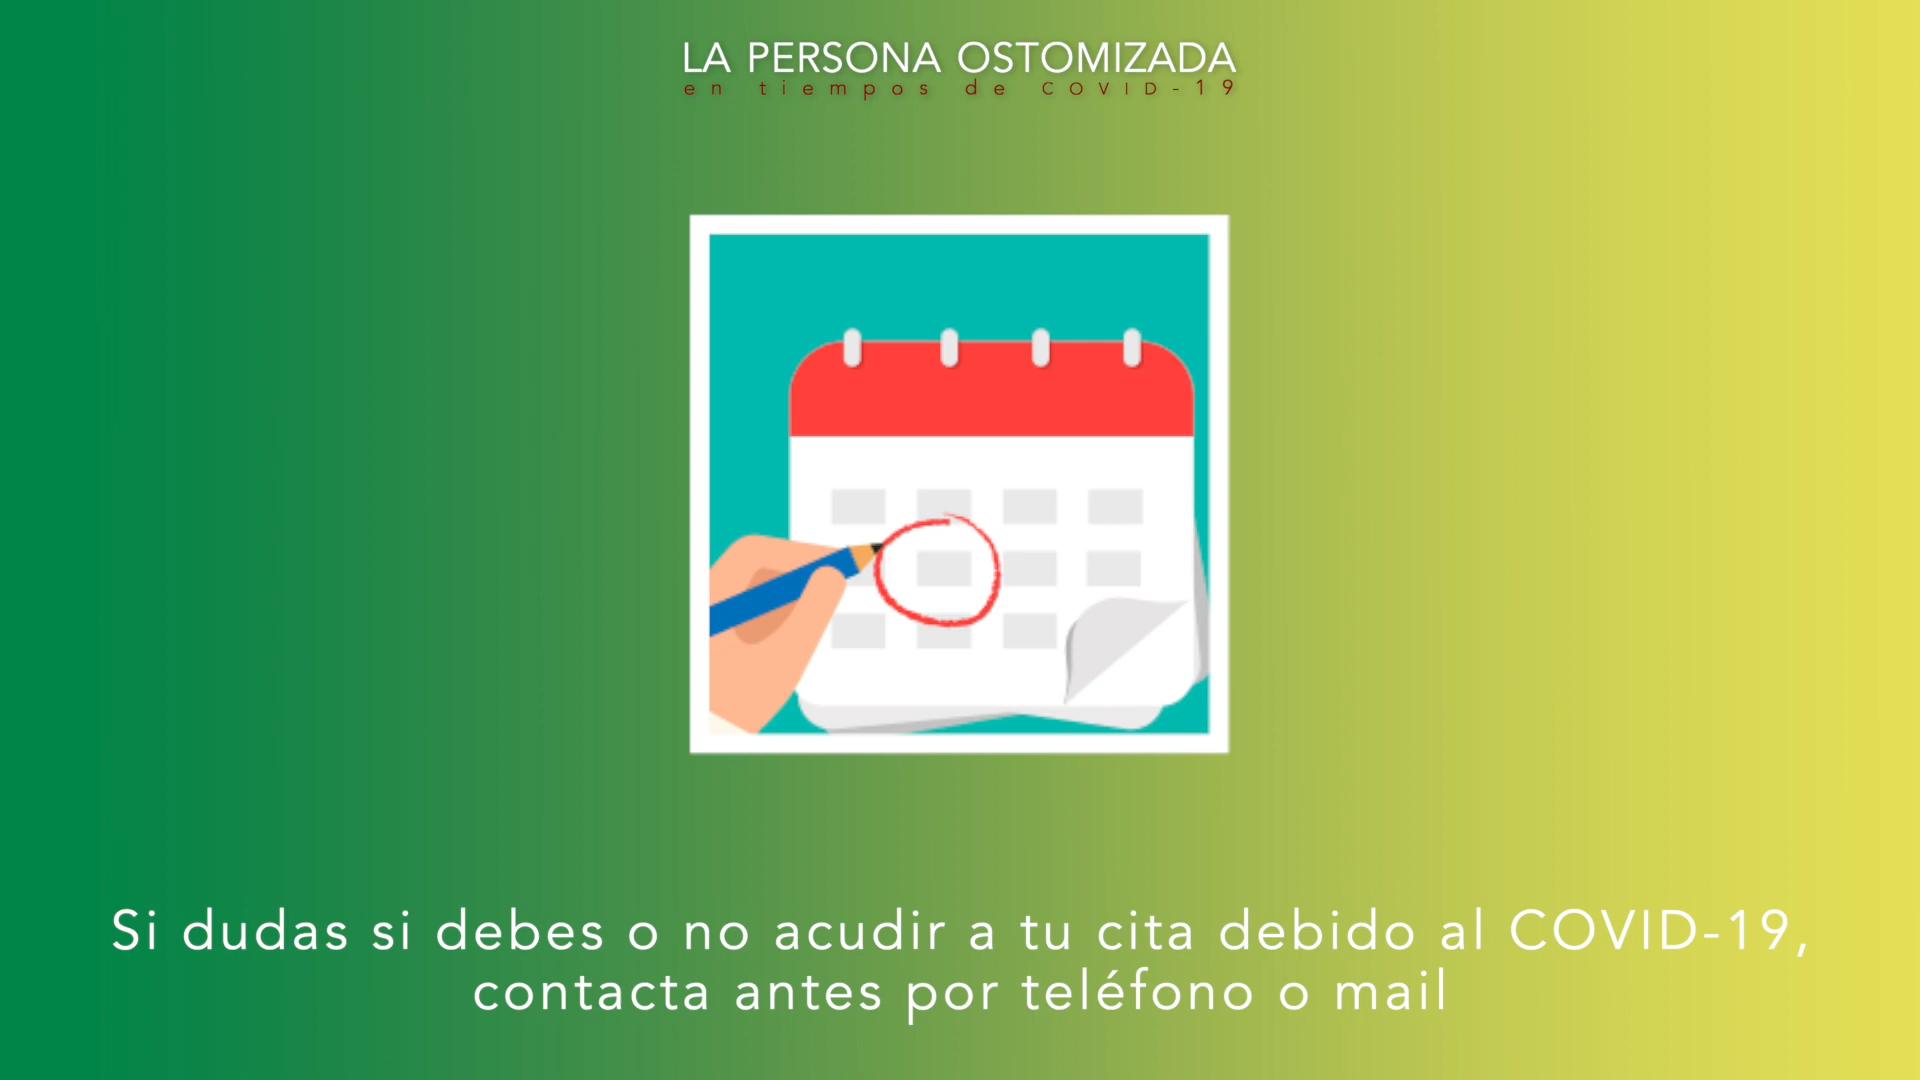 LA PERSONA OSTOMIZADA
en tiempos de COVID-19
Si dudas si debes o no acudir a tu cita debido al COVID-19,
contacta antes por teléfono o mail